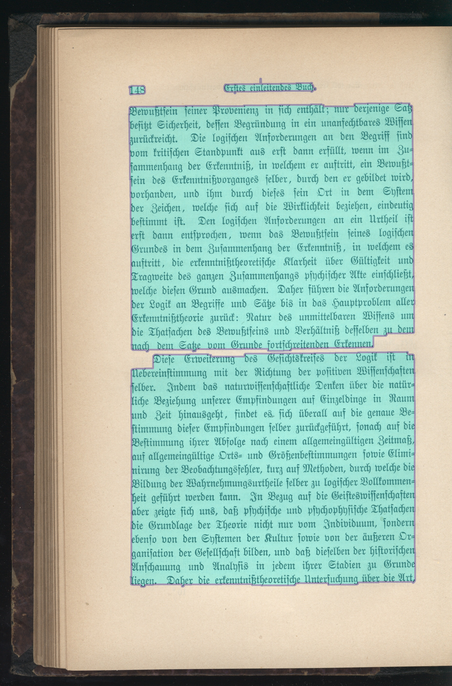 148 Erstes einleitendes Buch.
Bewußtsein seiner Provenienz in sich enthält; nur derjenige Satz
besitzt Sicherheit, dessen Begründung in ein unanfechtbares Wissen
zurückreicht. Die logischen Anforderungen an den Begriff sind
vom kritischen Standpunkt aus erst dann erfüllt, wenn im Zu-
sammenhang der Erkenntniß, in welchem er auftritt, ein Bewußt-
sein des Erkenntnißvorganges selber, durch den er gebildet wird,
vorhanden, und ihm durch dieses sein Ort in dem System
der Zeichen, welche sich auf die Wirklichkeit beziehen, eindeutig
bestimmt ist. Den logischen Anforderungen an ein Urtheil ist
erst dann entsprochen, wenn das Bewußtsein seines logischen
Grundes in dem Zusammenhang der Erkenntniß, in welchem es
auftritt, die erkenntnißtheoretische Klarheit über Gültigkeit und
Tragweite des ganzen Zusammenhangs psychischer Akte einschließt,
welche diesen Grund ausmachen. Daher führen die Anforderungen
der Logik an Begriffe und Sätze bis in das Hauptproblem aller
Erkenntnißtheorie zurück: Natur des unmittelbaren Wissens um
die Thatsachen des Bewußtseins und Verhältniß desselben zu dem
nach dem Satze vom Grunde fortschreitenden Erkennen.
Diese Erweiterung des Gesichtskreises der Logik ist in
Uebereinstimmung mit der Richtung der positiven Wissenschaften
selber. Indem das naturwissenschaftliche Denken über die natür-
liche Beziehung unserer Empfindungen auf Einzeldinge in Raum
und Zeit hinausgeht, findet es sich überall auf die genaue Be-
stimmung dieser Empfindungen selber zurückgeführt, sonach auf die
Bestimmung ihrer Abfolge nach einem allgemeingültigen Zeitmaß,
auf allgemeingültige Orts- und Größenbestimmungen sowie Elimi-
nirung der Beobachtungsfehler, kurz auf Methoden, durch welche die
Bildung der Wahrnehmungsurtheile selber zu logischer Vollkommen-
heit geführt werden kann. In Bezug auf die Geisteswissenschaften
aber zeigte sich uns, daß psychische und psychophysische Thatsachen
die Grundlage der Theorie nicht nur vom Individuum, sondern
ebenso von den Systemen der Kultur sowie von der äußeren Or-
ganisation der Gesellschaft bilden, und daß dieselben der historischen
Anschauung und Analysis in jedem ihrer Stadien zu Grunde
liegen. Daher die erkenntnißtheoretische Untersuchung über die Art,